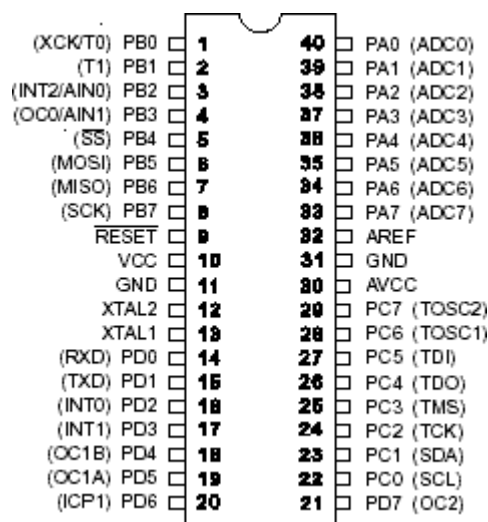 (XCK/T0) PB0 1 40 PA0 (ADC0)
(T1) PB1 2 39 PA1 (ADC1)
(INT2/AIN0) PB2 3 38 PA2 (ADC2)
(OC0/AIN1) PB3 4 37 PA3 (ADC3)
(SS) PB4 5 36 PA4 (ADC4)
(MOSI) PB5 6 35 PA5 (ADC5)
(MISO) PB6 7 34 PA6 (ADC6)
(SCK) PB7 8 33 PA7 (ADC7)
RESET 9 32 AREF
VCC 10 31 GND
GND 11 30 AVCC
XTAL2 12 29 PC7 (TOSC2)
XTAL1 13 28 PC6 (TOSC1)
(RXD) PD0 14 27 PC5 (TDI)
(TXD) PD1 15 26 PC4 (TDO)
(INT0) PD2 16 25 PC3 (TMS)
(INT1) PD3 17 24 PC2 (TCK)
(OC1B) PD4 18 23 PC1 (SDA)
(OC1A) PD5 19 22 PC0 (SCL)
(ICP1) PD6 20 21 PD7 (OC2)